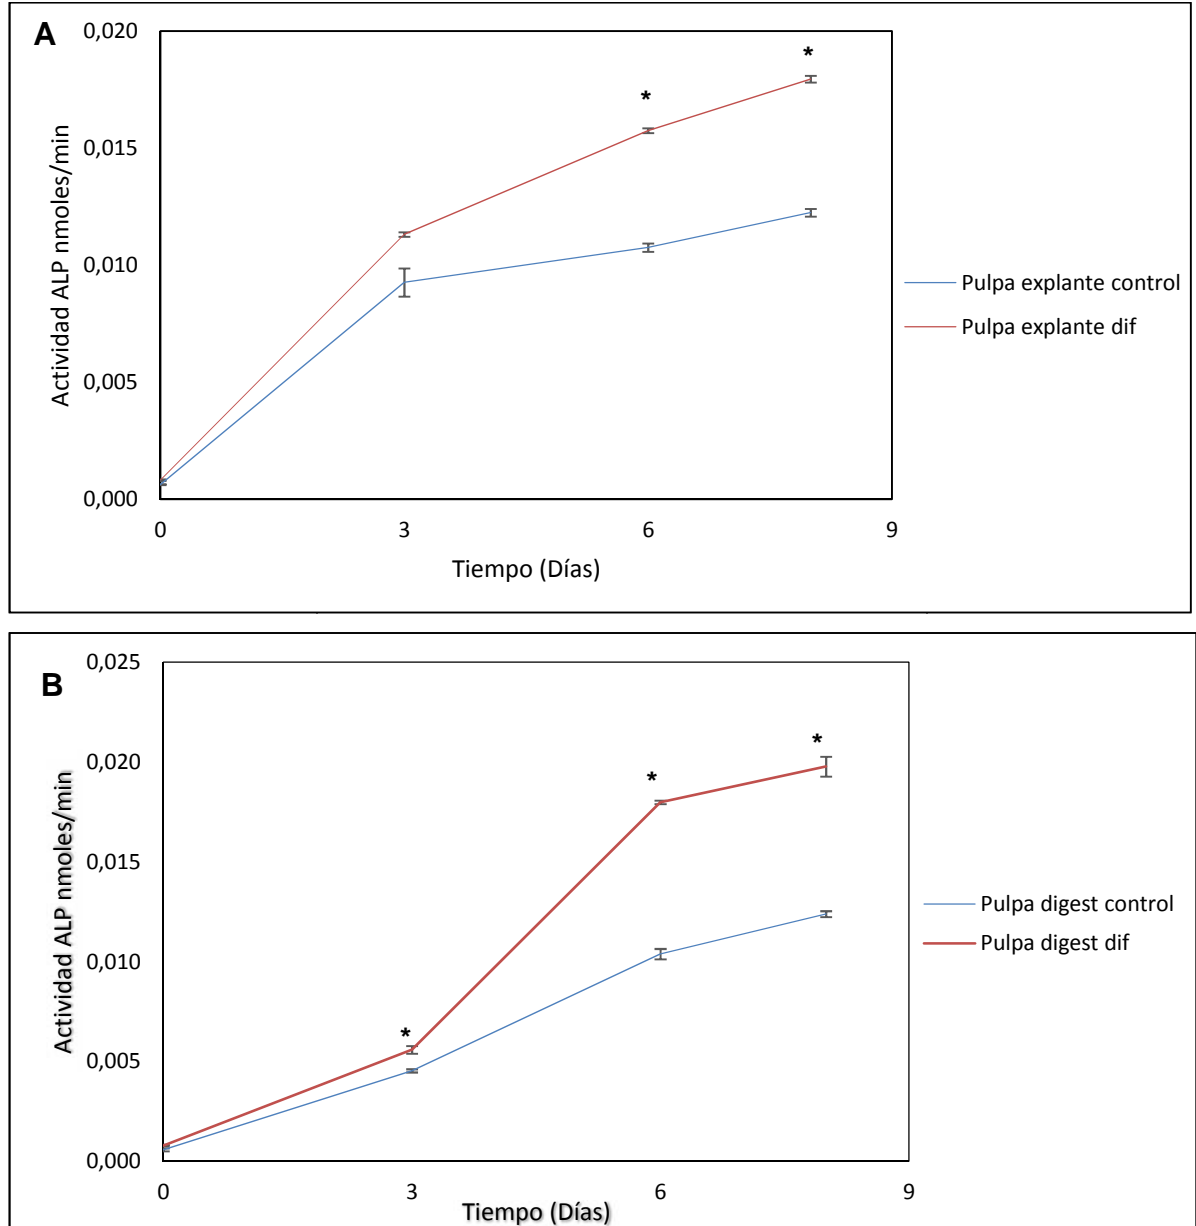 A
0,020
0,015
0,010
0,005
0,000
Actividad ALP nmoles/min
*
*
0
3
6
9
Tiempo (Días)
Pulpa explante control
Pulpa explante dif
B
0,025
0,020
0,015
0,010
0,005
0,000
Actividad ALP nmoles/min
*
*
*
0
3
6
9
Tiempo (Días)
Pulpa digest control
Pulpa digest dif